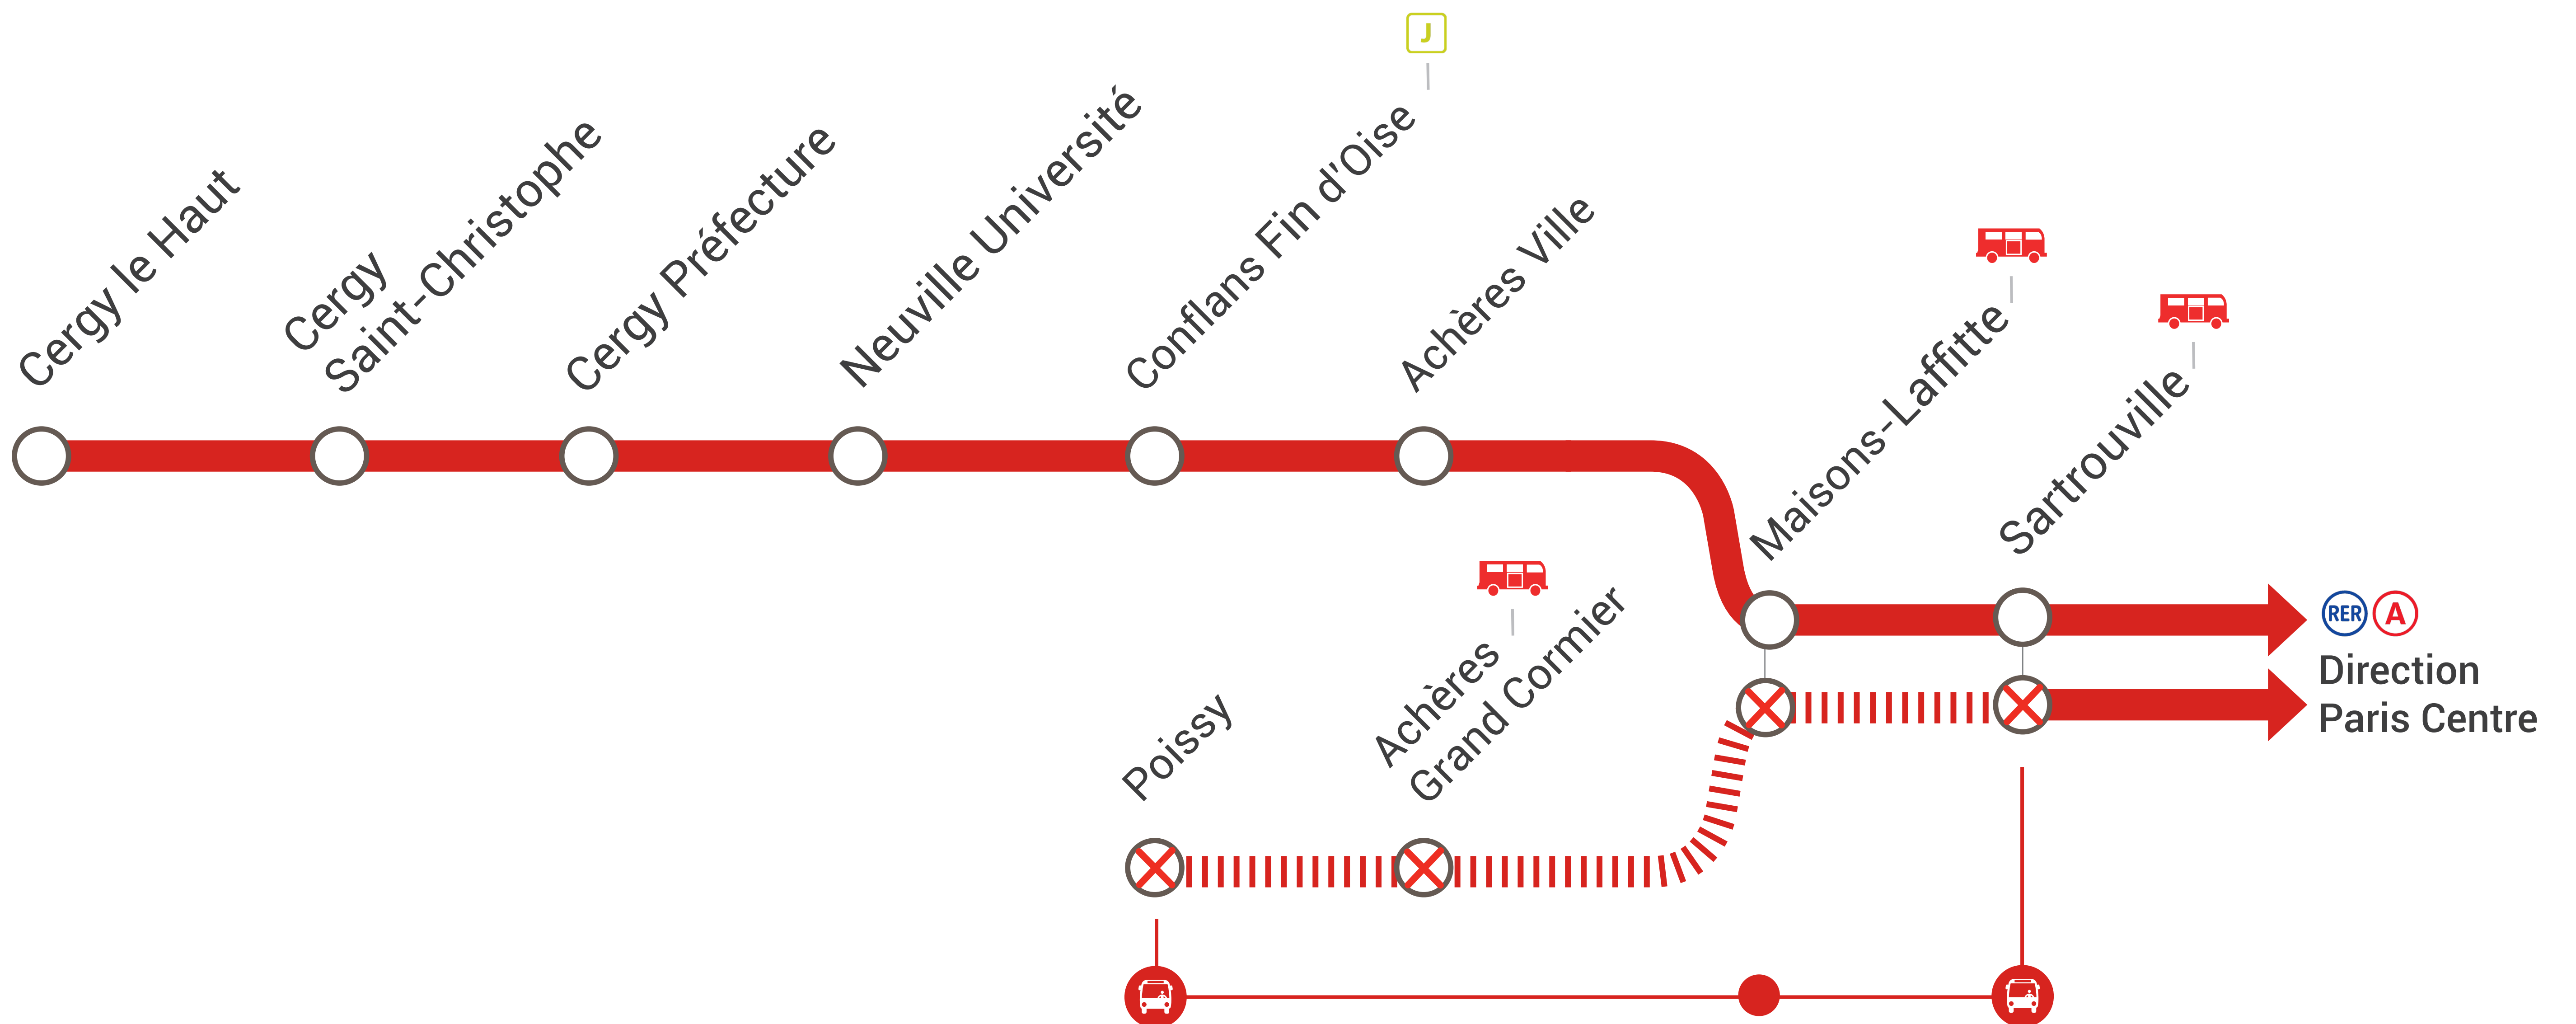 J
Cergy le Haut
Cergy
Saint-Christophe
Cergy Préfecture
Neuville Université
Conflans Fin d'Oise
Achères Ville
Maisons-Laffitte
Sartrouville
RER A
Direction
Paris Centre
Poissy
Achères
Grand Cormier